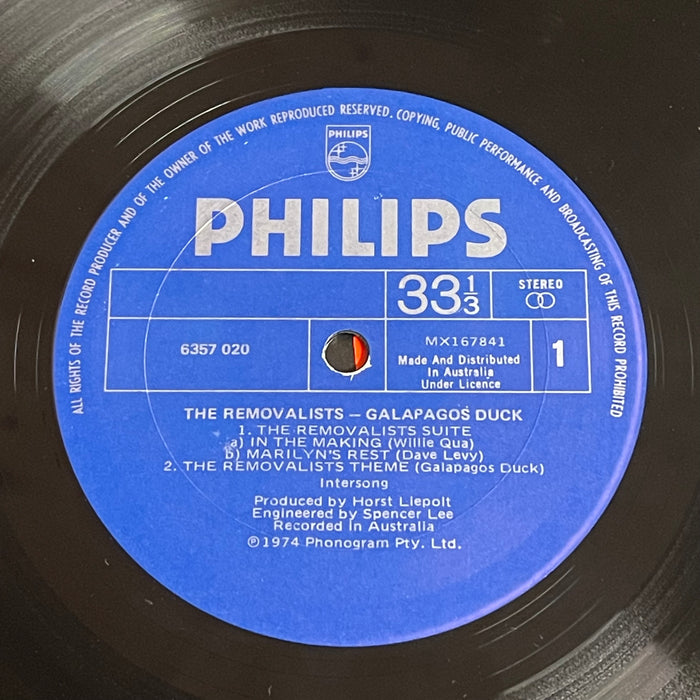 ALL RIGHTS OF THE RECORD PRODUCER AND OF THE OWNER OF THE WORK REPRODUCED RESERVED. COPYING, PUBLIC PERFORMANCE AND BROADCASTING OF THIS RECORD PROHIBITED
PHILIPS
PHILIPS
33⅓
STEREO
6357 020
MX167841
Made And Distributed
In Australia
Under Licence
1
THE REMOVALISTS — GALAPAGOS DUCK
1. THE REMOVALISTS SUITE
a) IN THE MAKING (Willie Qua)
b) MARILYN'S REST (Dave Levy)
2. THE REMOVALISTS THEME (Galapagos Duck)
Intersong
Produced by Horst Liepolt
Engineered by Spencer Lee
Recorded In Australia
℗1974 Phonogram Pty. Ltd.